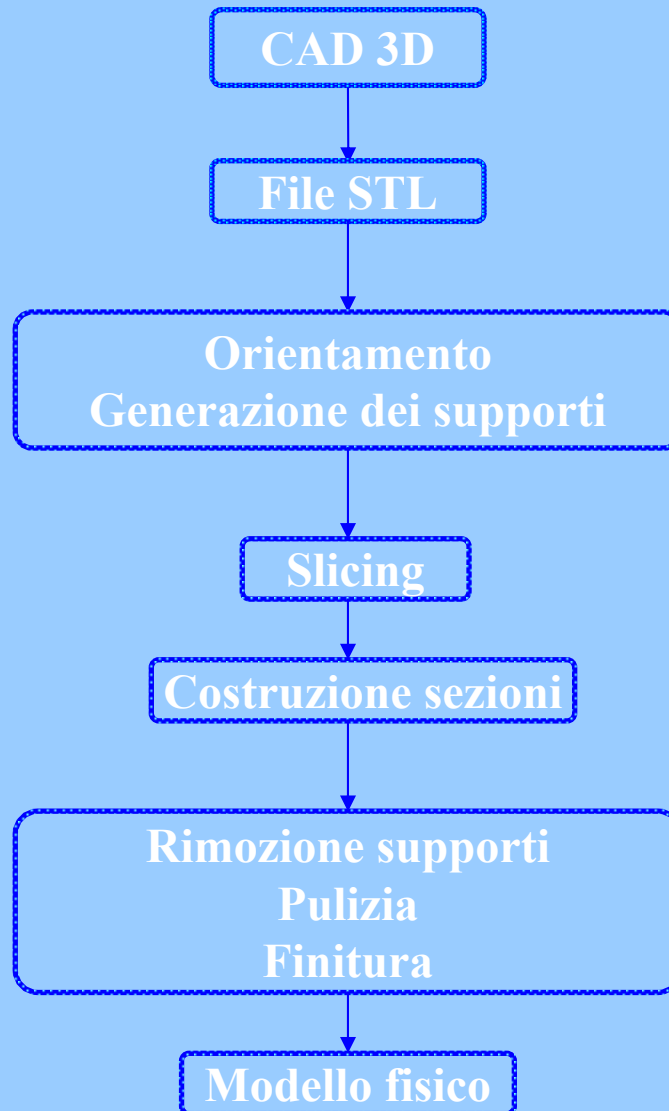 CAD 3D
File STL
Orientamento
Generazione dei supporti
Slicing
Costruzione sezioni
Rimozione supporti
Pulizia
Finitura
Modello fisico